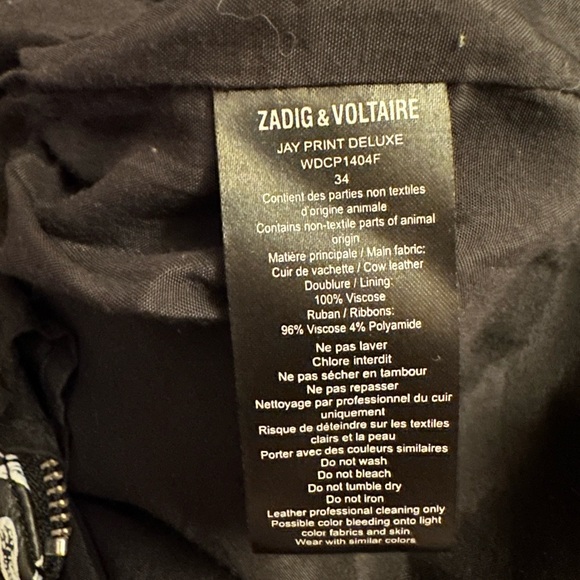 ZADIG & VOLTAIRE
JAY PRINT DELUXE
WDCP1404F
34
Contient des parties non textiles
d'origine animale
Contains non-textile parts of animal
origin
Matière principale / Main fabric:
Cuir de vachette / Cow leather
Doublure / Lining:
100% Viscose
Ruban / Ribbons:
96% Viscose 4% Polyamide
Ne pas laver
Chlore interdit
Ne pas sécher en tambour
Ne pas repasser
Nettoyage par professionnel du cuir
uniquement
Risque de déteindre sur les textiles
clairs et la peau
Porter avec des couleurs similaires
Do not wash
Do not bleach
Do not tumble dry
Do not iron
Leather professional cleaning only
Possible color bleeding onto light
color fabrics and skin.
Wear with similar colors